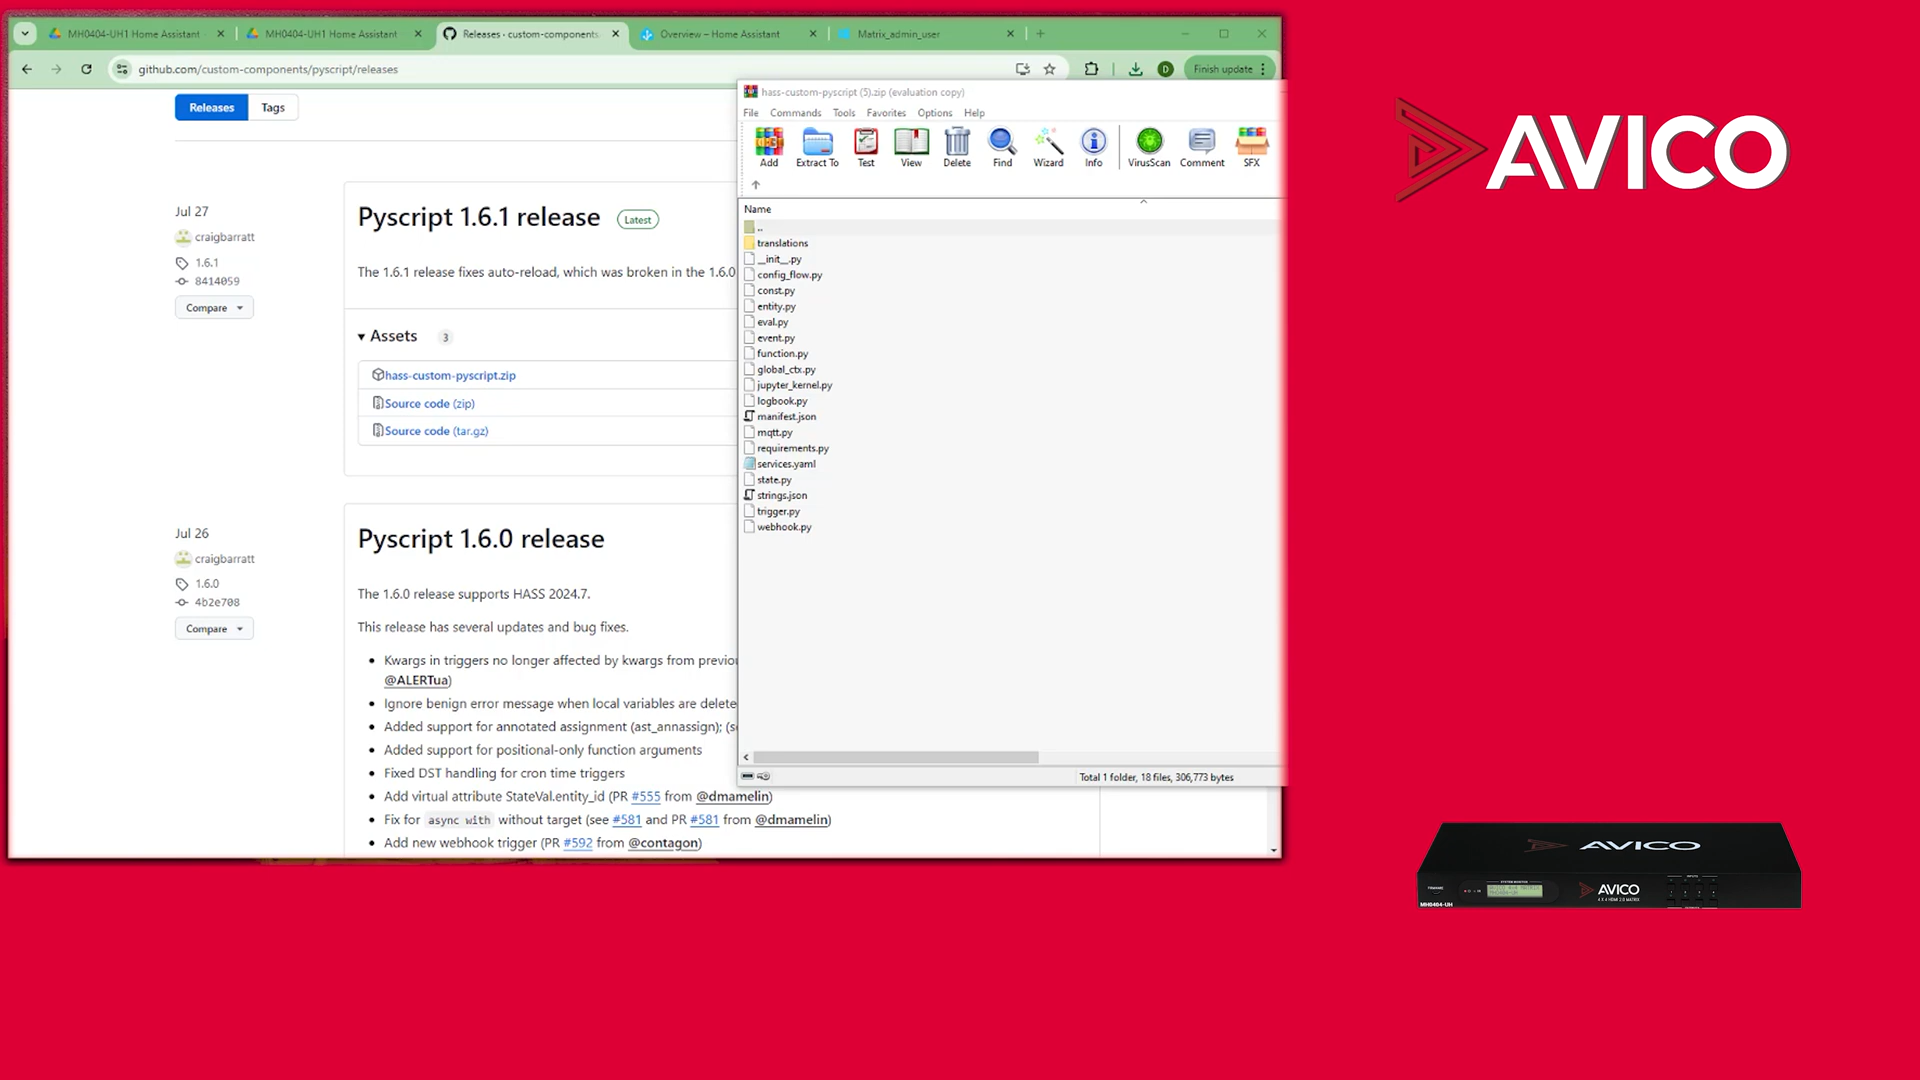 MH0404-UH1 Home Assistant
MH0404-UH1 Home Assistant
Releases · custom-components
Overview – Home Assistant
Matrix_admin_user
github.com/custom-components/pyscript/releases
D
Finish update
Releases
Tags
Jul 27
craigbarratt
1.6.1
8414059
Compare
Pyscript 1.6.1 release
Latest
The 1.6.1 release fixes auto-reload, which was broken in the 1.6.0
Assets 3
hass-custom-pyscript.zip
Source code (zip)
Source code (tar.gz)
Jul 26
craigbarratt
1.6.0
4b2e708
Compare
Pyscript 1.6.0 release
The 1.6.0 release supports HASS 2024.7.
This release has several updates and bug fixes.
Kwargs in triggers no longer affected by kwargs from previou
@ALERTua)
Ignore benign error message when local variables are delete
Added support for annotated assignment (ast_annassign); (s
Added support for positional-only function arguments
Fixed DST handling for cron time triggers
Add virtual attribute StateVal.entity_id (PR #555 from @dmamelin)
Fix for async with without target (see #581 and PR #581 from @dmamelin)
Add new webhook trigger (PR #592 from @contagon)
hass-custom-pyscript (5).zip (evaluation copy)
File Commands Tools Favorites Options Help
Add Extract To Test View Delete Find Wizard Info VirusScan Comment SFX
Name
..
translations
__init__.py
config_flow.py
const.py
entity.py
eval.py
event.py
function.py
global_ctx.py
jupyter_kernel.py
logbook.py
manifest.json
mqtt.py
requirements.py
services.yaml
state.py
strings.json
trigger.py
webhook.py
Total 1 folder, 18 files, 306,773 bytes
AVICO
AVICO
AVICO
4 X 4 HDMI 2.0 MATRIX
MH0404-UH